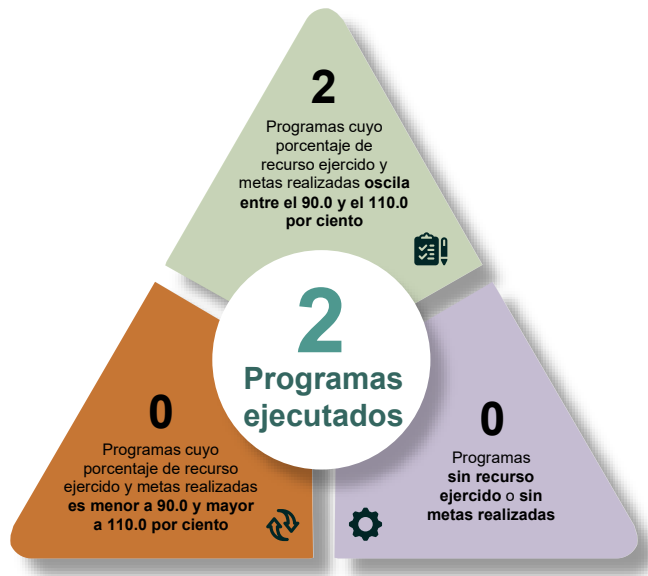 2
Programas cuyo
porcentaje de
recurso ejercido y
metas realizadas oscila
entre el 90.0 y el 110.0
por ciento
2
Programas
ejecutados
0
Programas cuyo
porcentaje de recurso
ejercido y metas realizadas
es menor a 90.0 y mayor
a 110.0 por ciento
0
Programas
sin recurso
ejercido o sin
metas realizadas